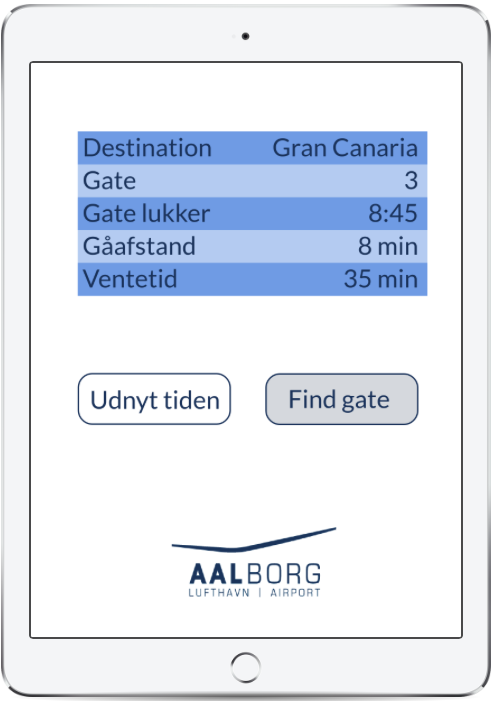 Destination Gran Canaria
Gate 3
Gate lukker 8:45
Gåafstand 8 min
Ventetid 35 min
Udnyt tiden Find gate
AALBORG
LUFTHAVN | AIRPORT